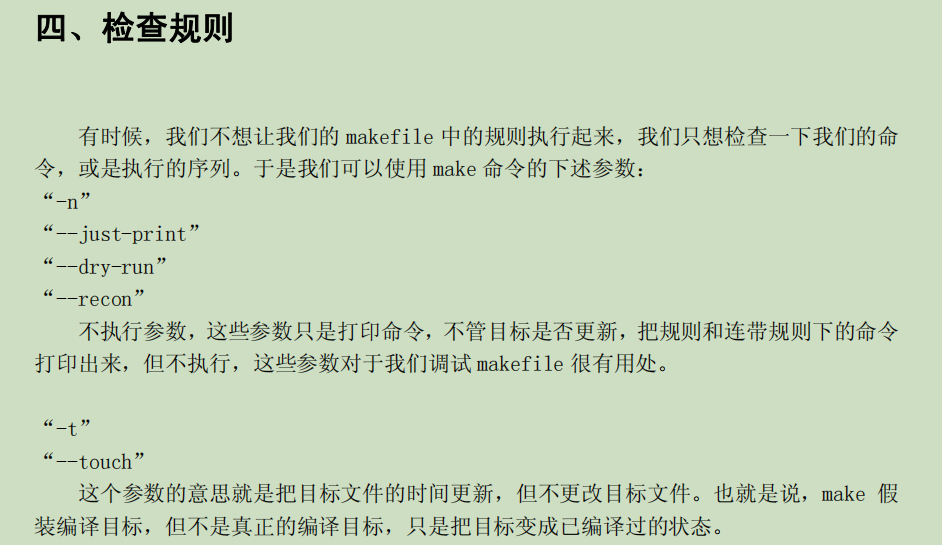 四、检查规则
有时候，我们不想让我们的 makefile 中的规则执行起来，我们只想检查一下我们的命
令，或是执行的序列。于是我们可以使用 make 命令的下述参数：
“-n”
“--just-print”
“--dry-run”
“--recon”
不执行参数，这些参数只是打印命令，不管目标是否更新，把规则和连带规则下的命令
打印出来，但不执行，这些参数对于我们调试 makefile 很有用处。
“-t”
“--touch”
这个参数的意思就是把目标文件的时间更新，但不更改目标文件。也就是说，make 假
装编译目标，但不是真正的编译目标，只是把目标变成已编译过的状态。